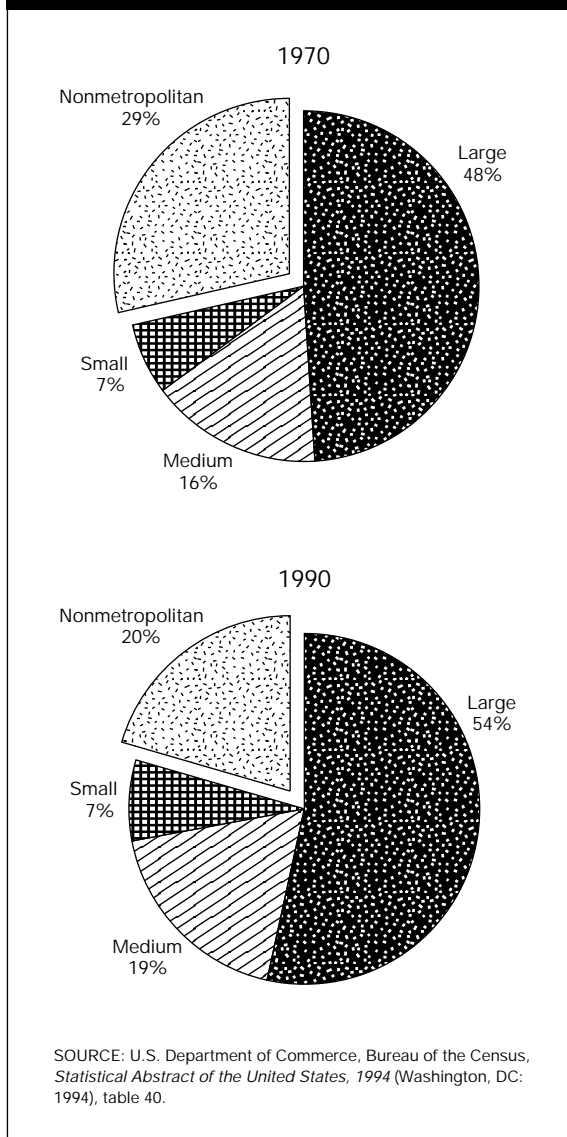 1970
Nonmetropolitan
29%
Large
48%
Small
7%
Medium
16%
1990
Nonmetropolitan
20%
Large
54%
Small
7%
Medium
19%
SOURCE: U.S. Department of Commerce, Bureau of the Census,
Statistical Abstract of the United States, 1994 (Washington, DC:
1994), table 40.